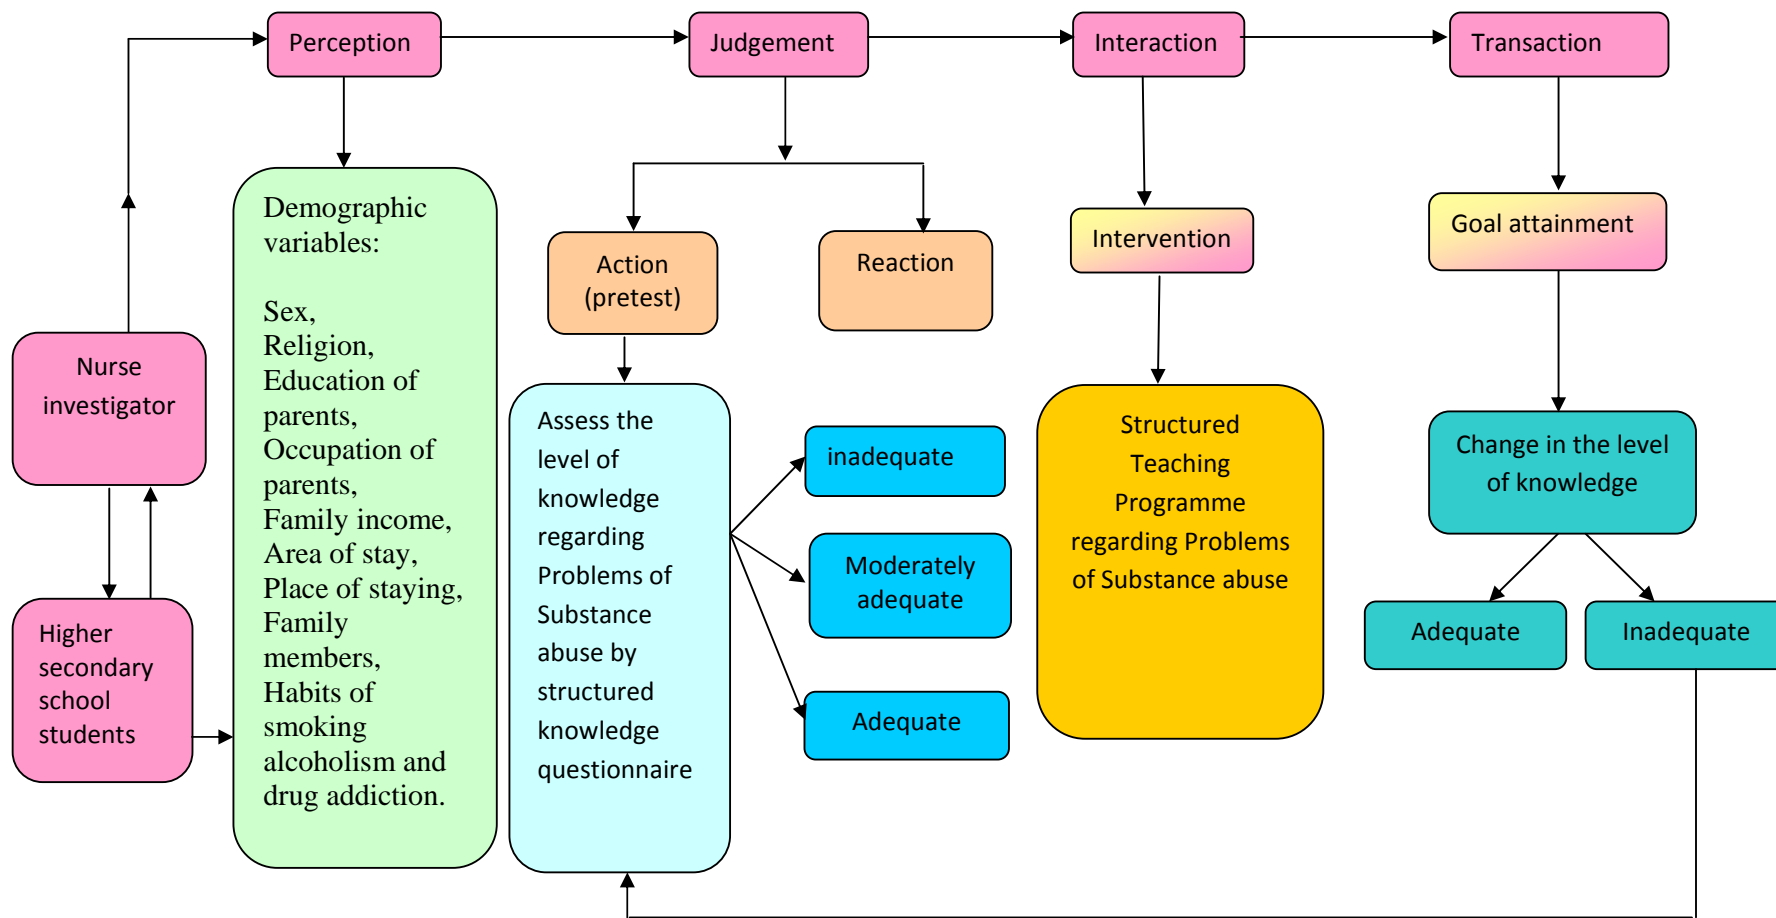 Perception
Judgement
Interaction
Transaction
Demographic
variables:
Sex,
Religion,
Education of
parents,
Occupation of
parents,
Family income,
Area of stay,
Place of staying,
Family
members,
Habits of
smoking
alcoholism and
drug addiction.
Nurse
investigator
Higher
secondary
school
students
Action
(pretest)
Reaction
Assess the
level of
knowledge
regarding
Problems of
Substance
abuse by
structured
knowledge
questionnaire
inadequate
Moderately
adequate
Adequate
Intervention
Structured
Teaching
Programme
regarding Problems
of Substance abuse
Goal attainment
Change in the level
of knowledge
Adequate
Inadequate